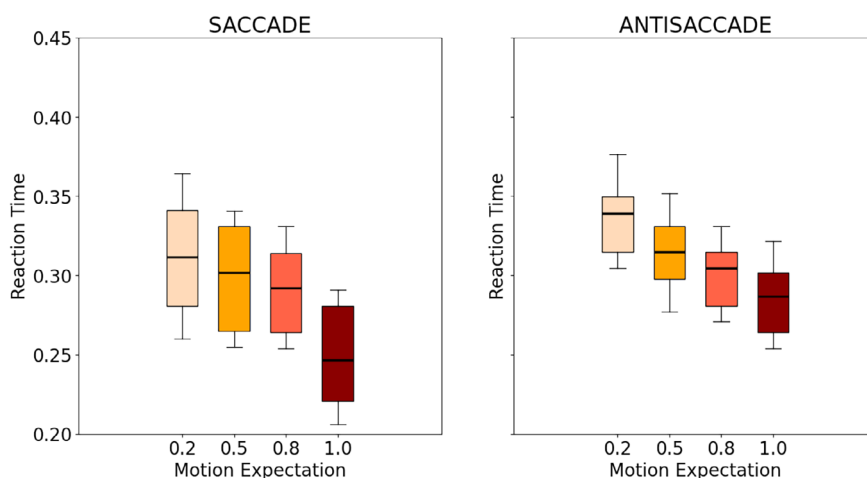 SACCADE
0.45
0.40
0.35
0.30
0.25
0.20
Reaction Time
0.2 0.5 0.8 1.0
Motion Expectation
ANTISACCADE
Reaction Time
0.2 0.5 0.8 1.0
Motion Expectation